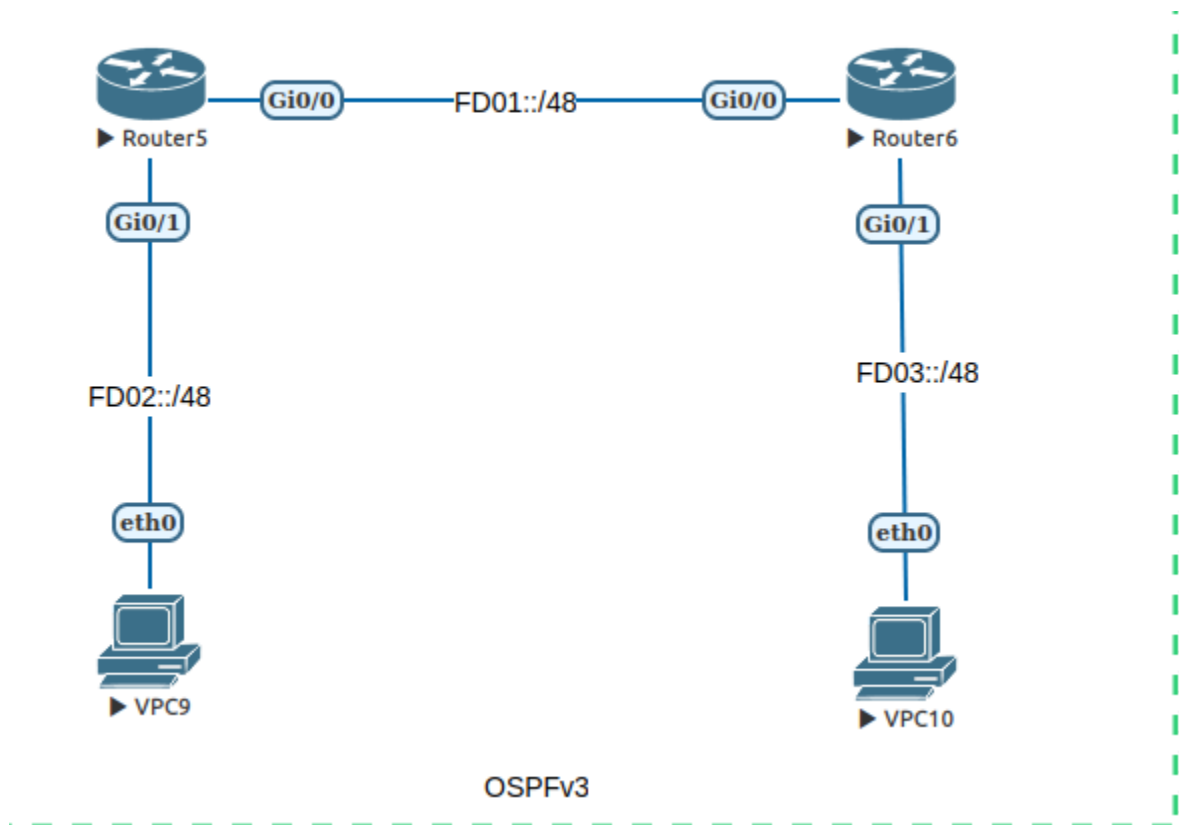 Gi0/0
FD01::/48
Gi0/0
▶ Router5
▶ Router6
Gi0/1
Gi0/1
FD02::/48
FD03::/48
eth0
eth0
▶ VPC9
▶ VPC10
OSPFv3